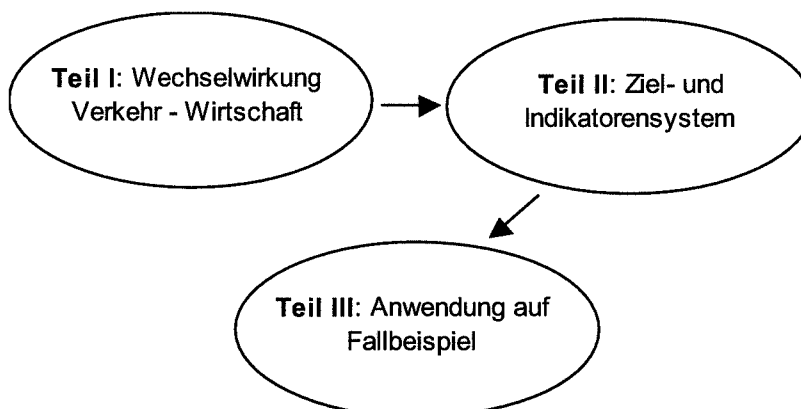 Teil I: Wechselwirkung
Verkehr - Wirtschaft
Teil II: Ziel- und
Indikatorensystem
Teil III: Anwendung auf
Fallbeispiel